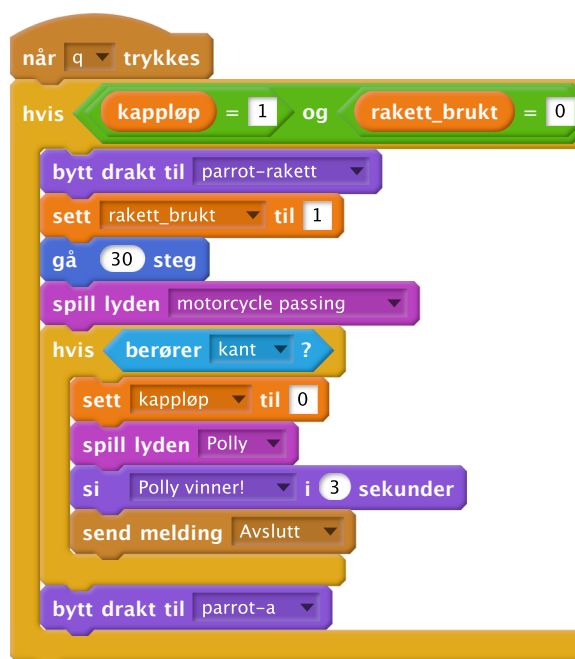 når q trykkes
hvis kappløp = 1 og rakett_brukt = 0
bytt drakt til parrot-rakett
sett rakett_brukt til 1
gå 30 steg
spill lyden motorcycle passing
hvis berører kant ?
sett kappløp til 0
spill lyden Polly
si Polly vinner! i 3 sekunder
send melding Avslutt
bytt drakt til parrot-a